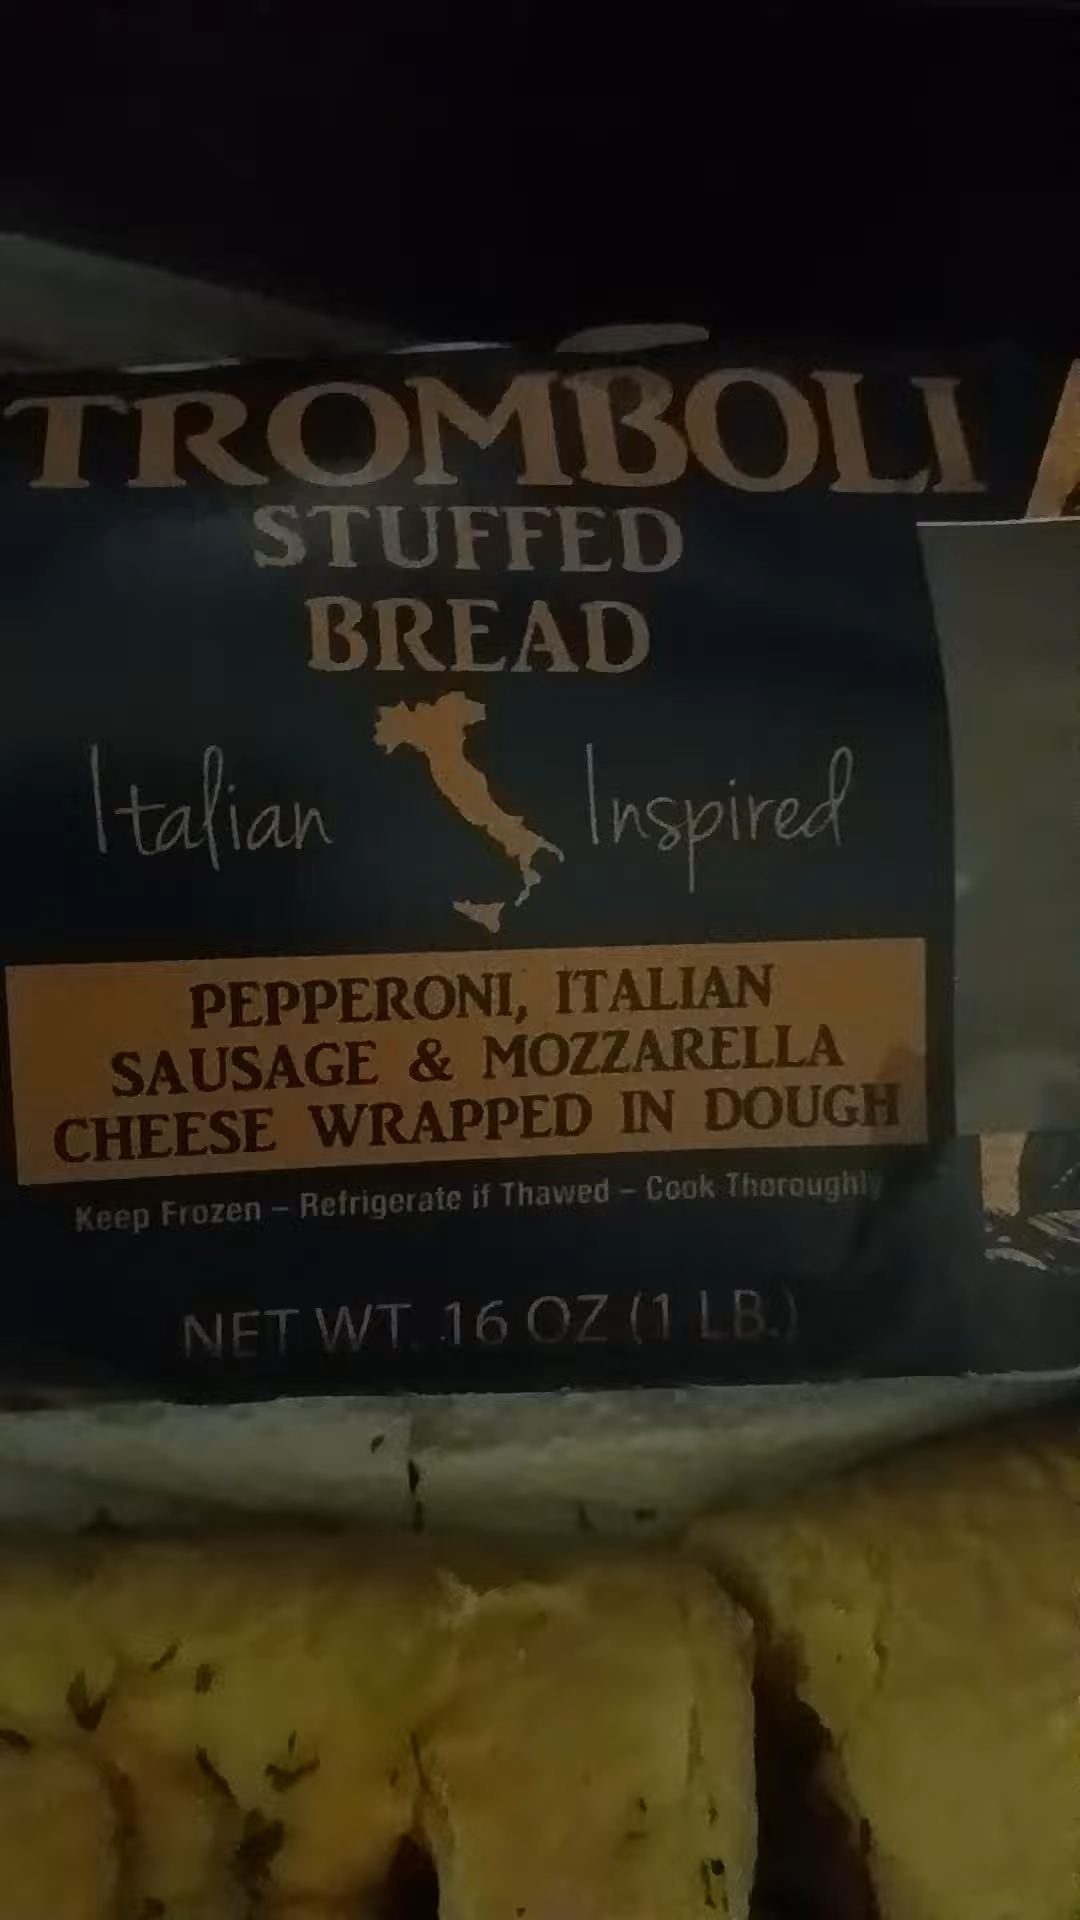 TROMBOLI
STUFFED
BREAD
Italian Inspired
PEPPERONI, ITALIAN
SAUSAGE & MOZZARELLA
CHEESE WRAPPED IN DOUGH
Keep Frozen – Refrigerate if Thawed – Cook Thoroughly
NET WT. 16 OZ (1 LB.)